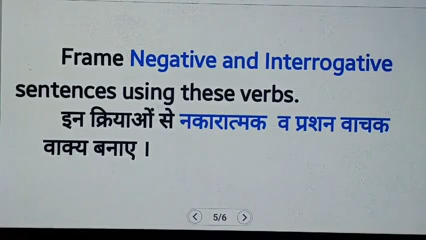 Frame Negative and Interrogative
sentences using these verbs.
इन क्रियाओं से नकारात्मक व प्रशन वाचक
वाक्य बनाए ।
5/6